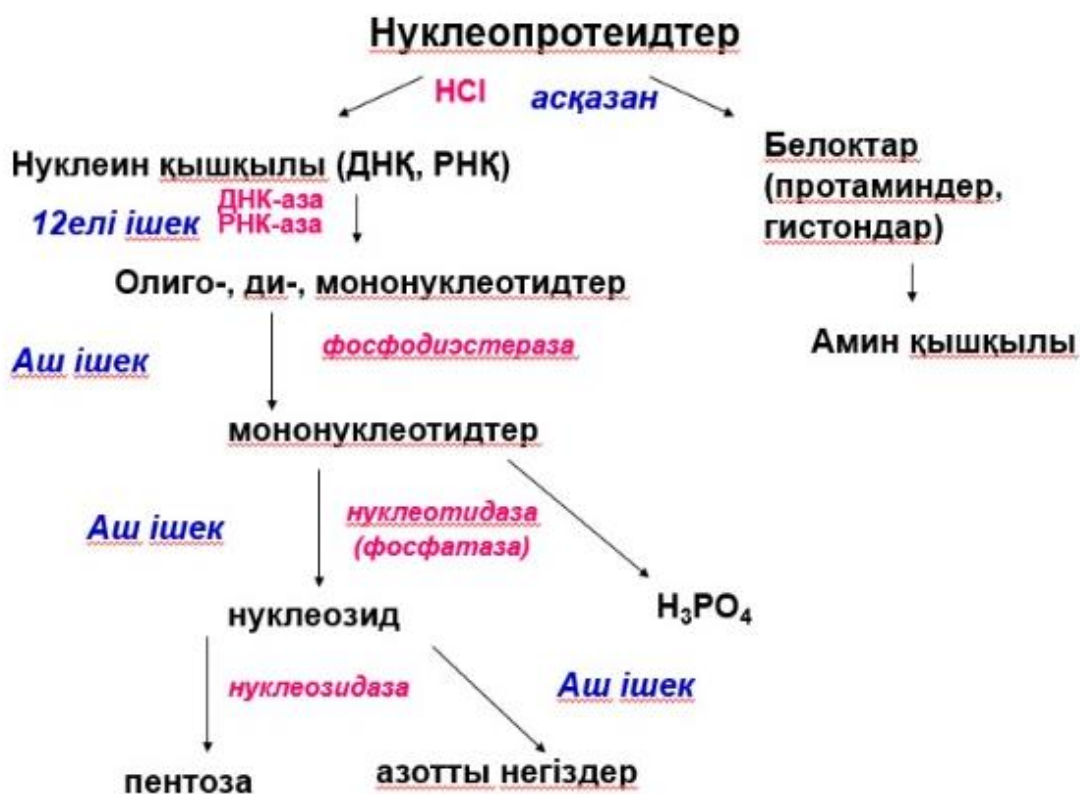 Нуклеопротеидтер
HCl асқазан
Нуклеин қышқылы (ДНҚ, РНҚ)
Белоктар
(протаминдер,
гистондар)
ДНК-аза
12елі ішек РНК-аза
Олиго-, ди-, мононуклеотидтер
Амин қышқылы
Аш ішек фосфодиэстераза
мононуклеотидтер
Аш ішек нуклеотидаза
(фосфатаза)
нуклеозид H₃PO₄
нуклеозидаза Аш ішек
пентоза азотты негіздер